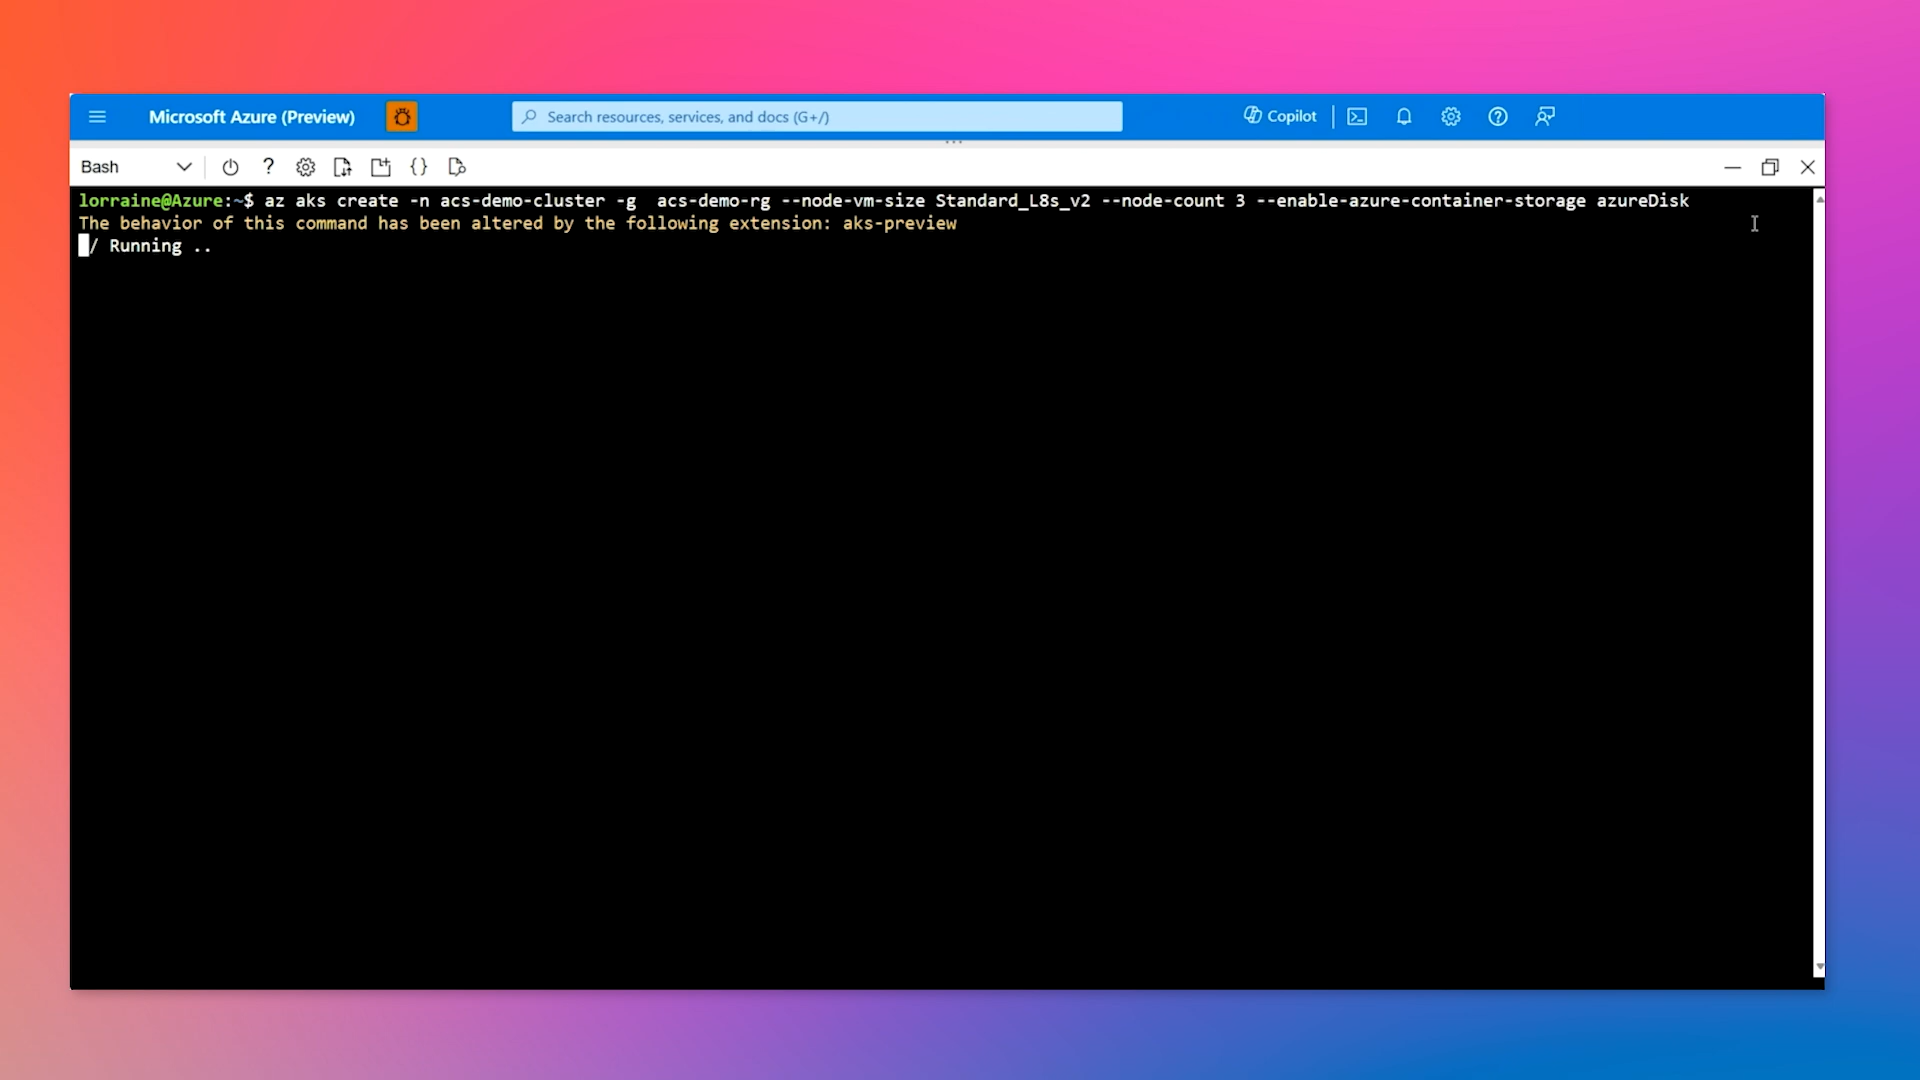 Microsoft Azure (Preview)
Search resources, services, and docs (G+/)
Copilot
Bash
lorraine@Azure:~$ az aks create -n acs-demo-cluster -g  acs-demo-rg --node-vm-size Standard_L8s_v2 --node-count 3 --enable-azure-container-storage azureDisk
The behavior of this command has been altered by the following extension: aks-preview
/ Running ..